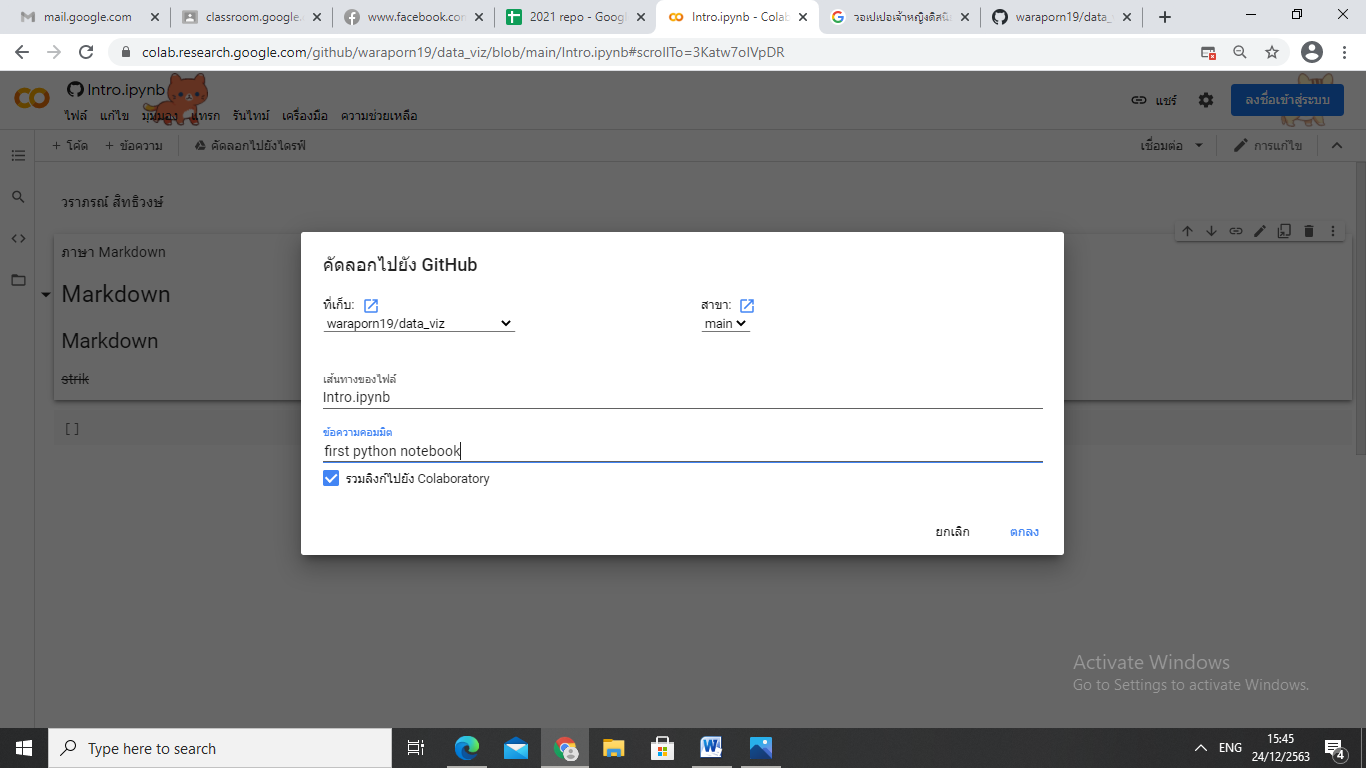 mail.google.com
classroom.google.
www.facebook.con
2021 repo - Googl
Intro.ipynb - Colab
วอเปเปอเจ้าหญิงดิสนี
waraporn19/data_
colab.research.google.com/github/waraporn19/data_viz/blob/main/Intro.ipynb#scrollTo=3Katw7oIVpDR
Intro.ipynb
ไฟล์ แก้ไข มุมมอง แทรก รันไทม์ เครื่องมือ ความช่วยเหลือ
แชร์
ลงชื่อเข้าสู่ระบบ
+ โค้ด + ข้อความ คัดลอกไปยังไดรฟ์
เชื่อมต่อ การแก้ไข
วราภรณ์ สิทธิวงษ์
ภาษา Markdown
Markdown
Markdown
strik
[ ]
คัดลอกไปยัง GitHub
ที่เก็บ: สาขา:
waraporn19/data_viz main
เส้นทางของไฟล์
Intro.ipynb
ข้อความคอมมิต
first python notebook
รวมลิงก์ไปยัง Colaboratory
ยกเลิก ตกลง
Activate Windows
Go to Settings to activate Windows.
Type here to search
ENG
15:45
24/12/2563
4